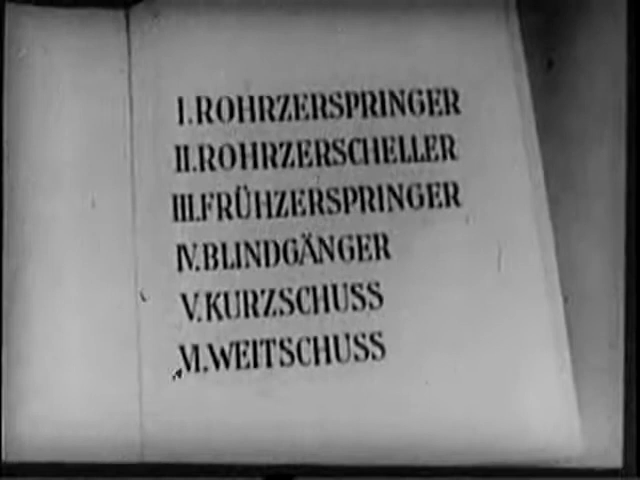 I. ROHRZERSPRINGER
II. ROHRZERSCHELLER
III. FRÜHZERSPRINGER
IV. BLINDGÄNGER
V. KURZSCHUSS
VI. WEITSCHUSS